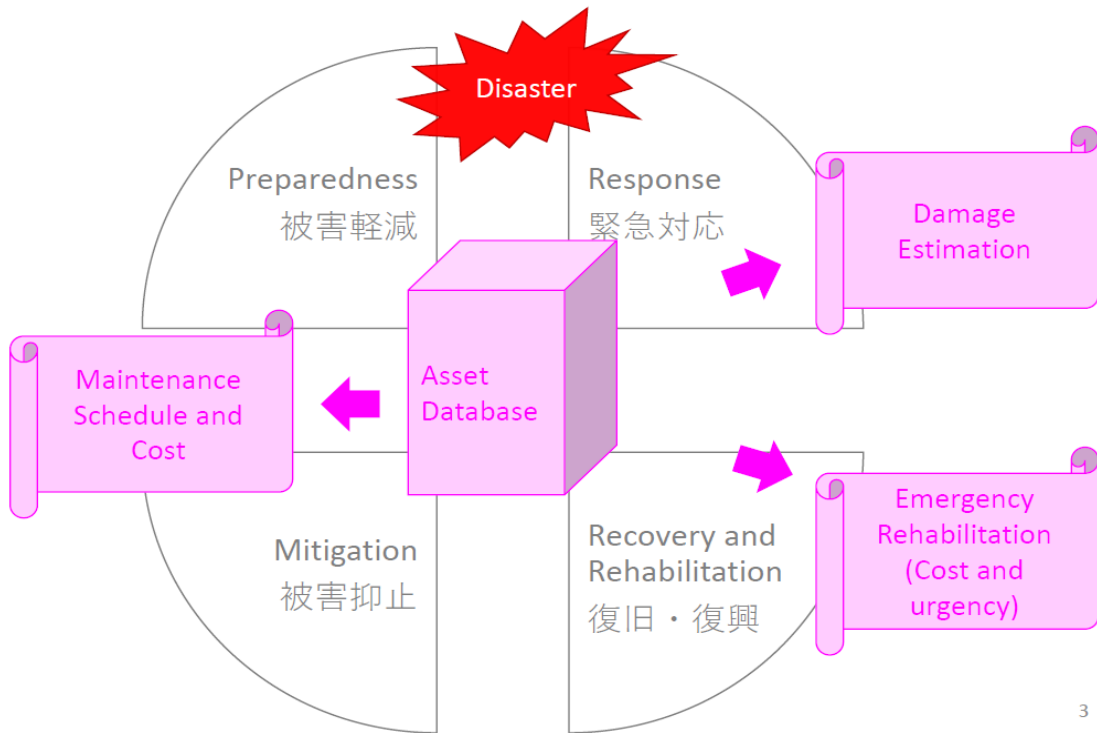 Disaster
Preparedness
被害軽減
Response
緊急対応
Damage
Estimation
Maintenance
Schedule and
Cost
Asset
Database
Mitigation
被害抑止
Recovery and
Rehabilitation
復旧・復興
Emergency
Rehabilitation
(Cost and
urgency)
3